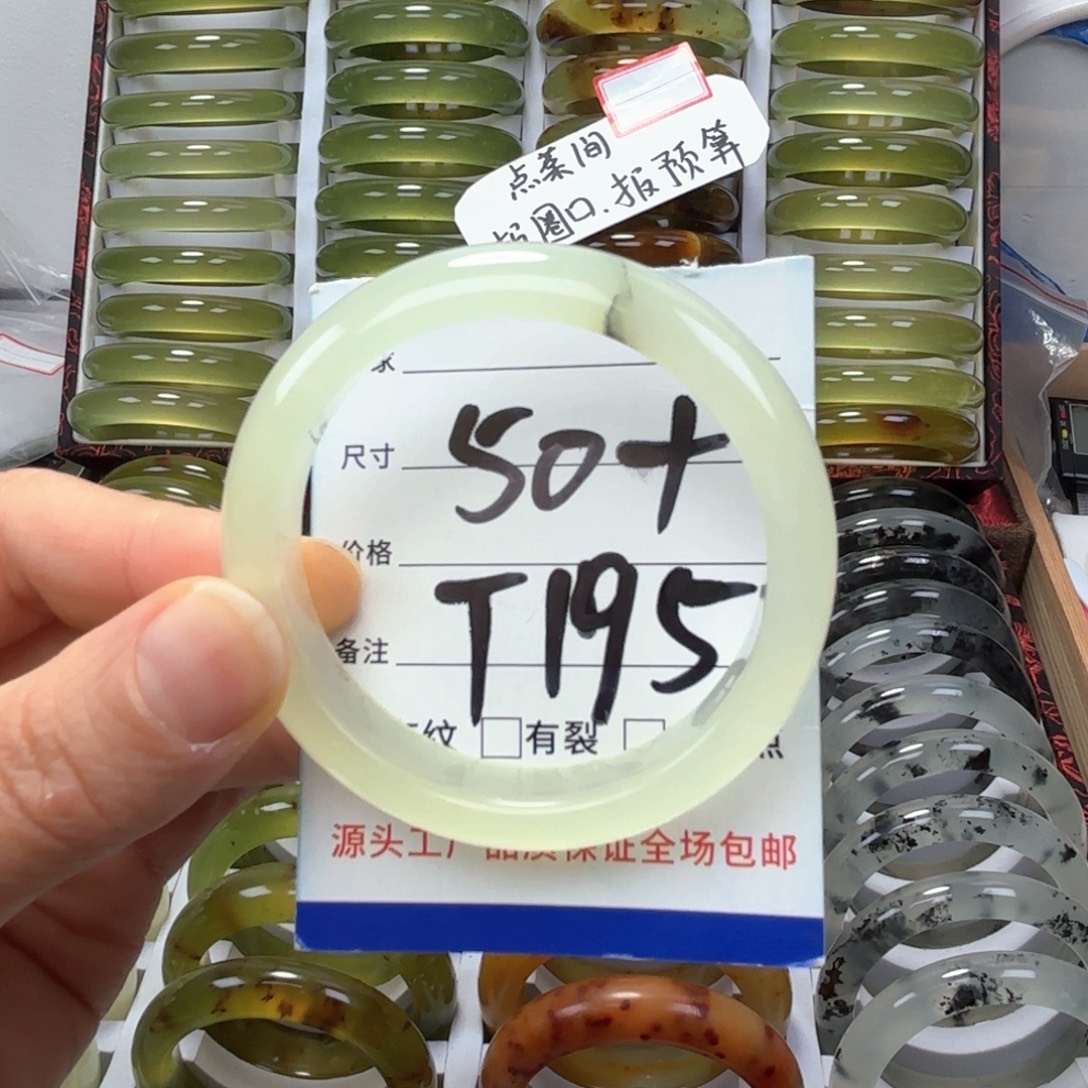 点菜间
报圈口.报预算
尺寸 50+
价格
备注 T195
纹 □有裂 □
源头工厂品质保证全场包邮